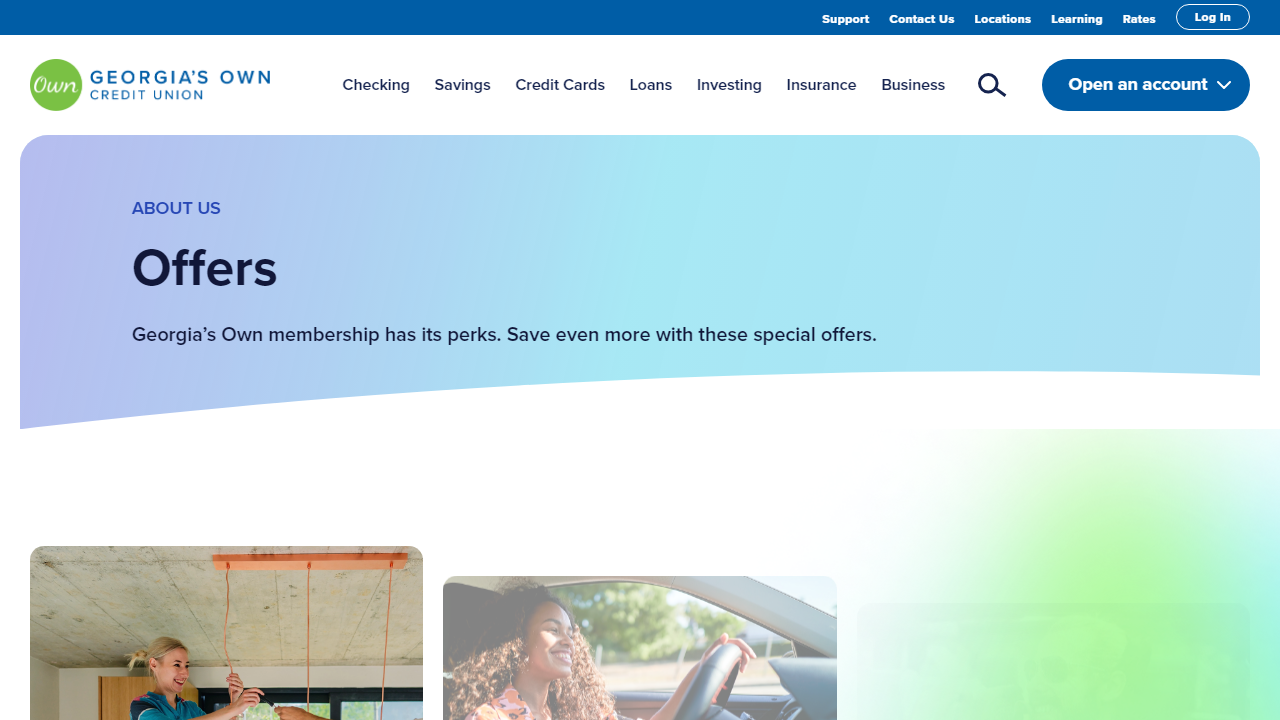 Support Contact Us Locations Learning Rates Log In
Own GEORGIA'S OWN
CREDIT UNION
Checking Savings Credit Cards Loans Investing Insurance Business Open an account
ABOUT US
Offers
Georgia’s Own membership has its perks. Save even more with these special offers.